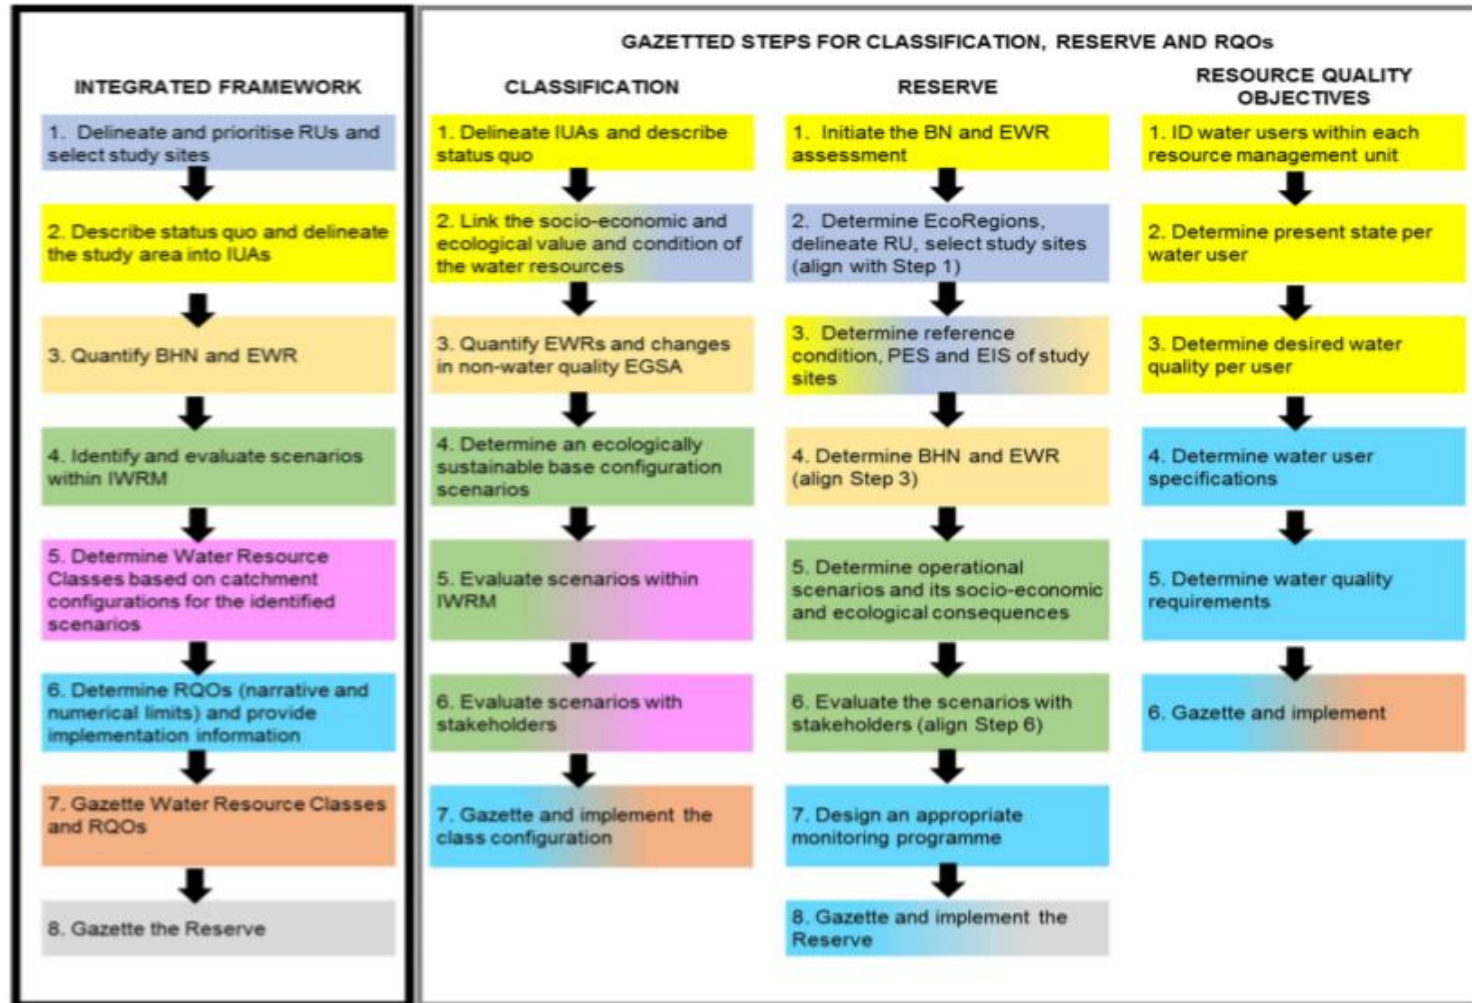 GAZETTED STEPS FOR CLASSIFICATION, RESERVE AND RQOs
INTEGRATED FRAMEWORK
1. Delineate and prioritise RUs and
select study sites
2. Describe status quo and delineate
the study area into IUAs
3. Quantify BHN and EWR
4. Identify and evaluate scenarios
within IWRM
5. Determine Water Resource
Classes based on catchment
configurations for the identified
scenarios
6. Determine RQOs (narrative and
numerical limits) and provide
implementation information
7. Gazette Water Resource Classes
and RQOs
8. Gazette the Reserve
CLASSIFICATION
1. Delineate IUAs and describe
status quo
2. Link the socio-economic and
ecological value and condition of
the water resources
3. Quantify EWRs and changes
in non-water quality EGSA
4. Determine an ecologically
sustainable base configuration
scenarios
5. Evaluate scenarios within
IWRM
6. Evaluate scenarios with
stakeholders
7. Gazette and implement the
class configuration
RESERVE
1. Initiate the BN and EWR
assessment
2. Determine EcoRegions,
delineate RU, select study sites
(align with Step 1)
3. Determine reference
condition, PES and EIS of study
sites
4. Determine BHN and EWR
(align Step 3)
5. Determine operational
scenarios and its socio-economic
and ecological consequences
6. Evaluate the scenarios with
stakeholders (align Step 6)
7. Design an appropriate
monitoring programme
8. Gazette and implement the
Reserve
RESOURCE QUALITY
OBJECTIVES
1. ID water users within each
resource management unit
2. Determine present state per
water user
3. Determine desired water
quality per user
4. Determine water user
specifications
5. Determine water quality
requirements
6. Gazette and implement